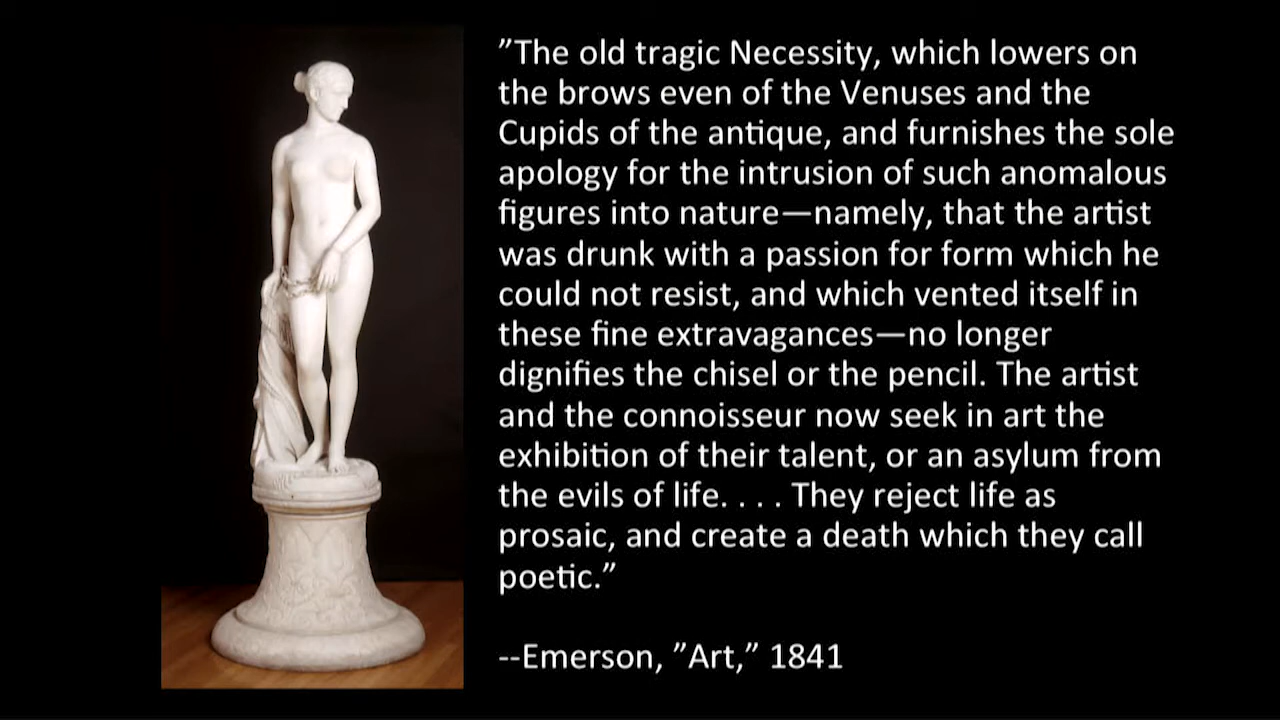 ”The old tragic Necessity, which lowers on
the brows even of the Venuses and the
Cupids of the antique, and furnishes the sole
apology for the intrusion of such anomalous
figures into nature—namely, that the artist
was drunk with a passion for form which he
could not resist, and which vented itself in
these fine extravagances—no longer
dignifies the chisel or the pencil. The artist
and the connoisseur now seek in art the
exhibition of their talent, or an asylum from
the evils of life. . . . They reject life as
prosaic, and create a death which they call
poetic.”
--Emerson, ”Art,” 1841